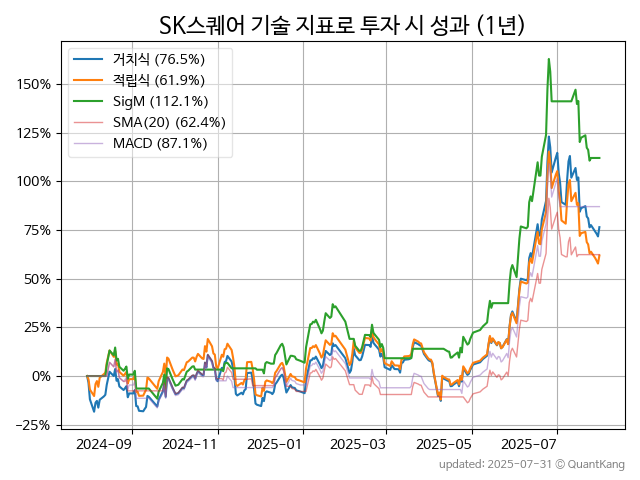 SK스퀘어 기술 지표로 투자 시 성과 (1년)
거치식 (76.5%)
적립식 (61.9%)
SigM (112.1%)
SMA(20) (62.4%)
MACD (87.1%)
150%
125%
100%
75%
50%
25%
0%
−25%
2024-09 2024-11 2025-01 2025-03 2025-05 2025-07
updated: 2025-07-31 © QuantKang